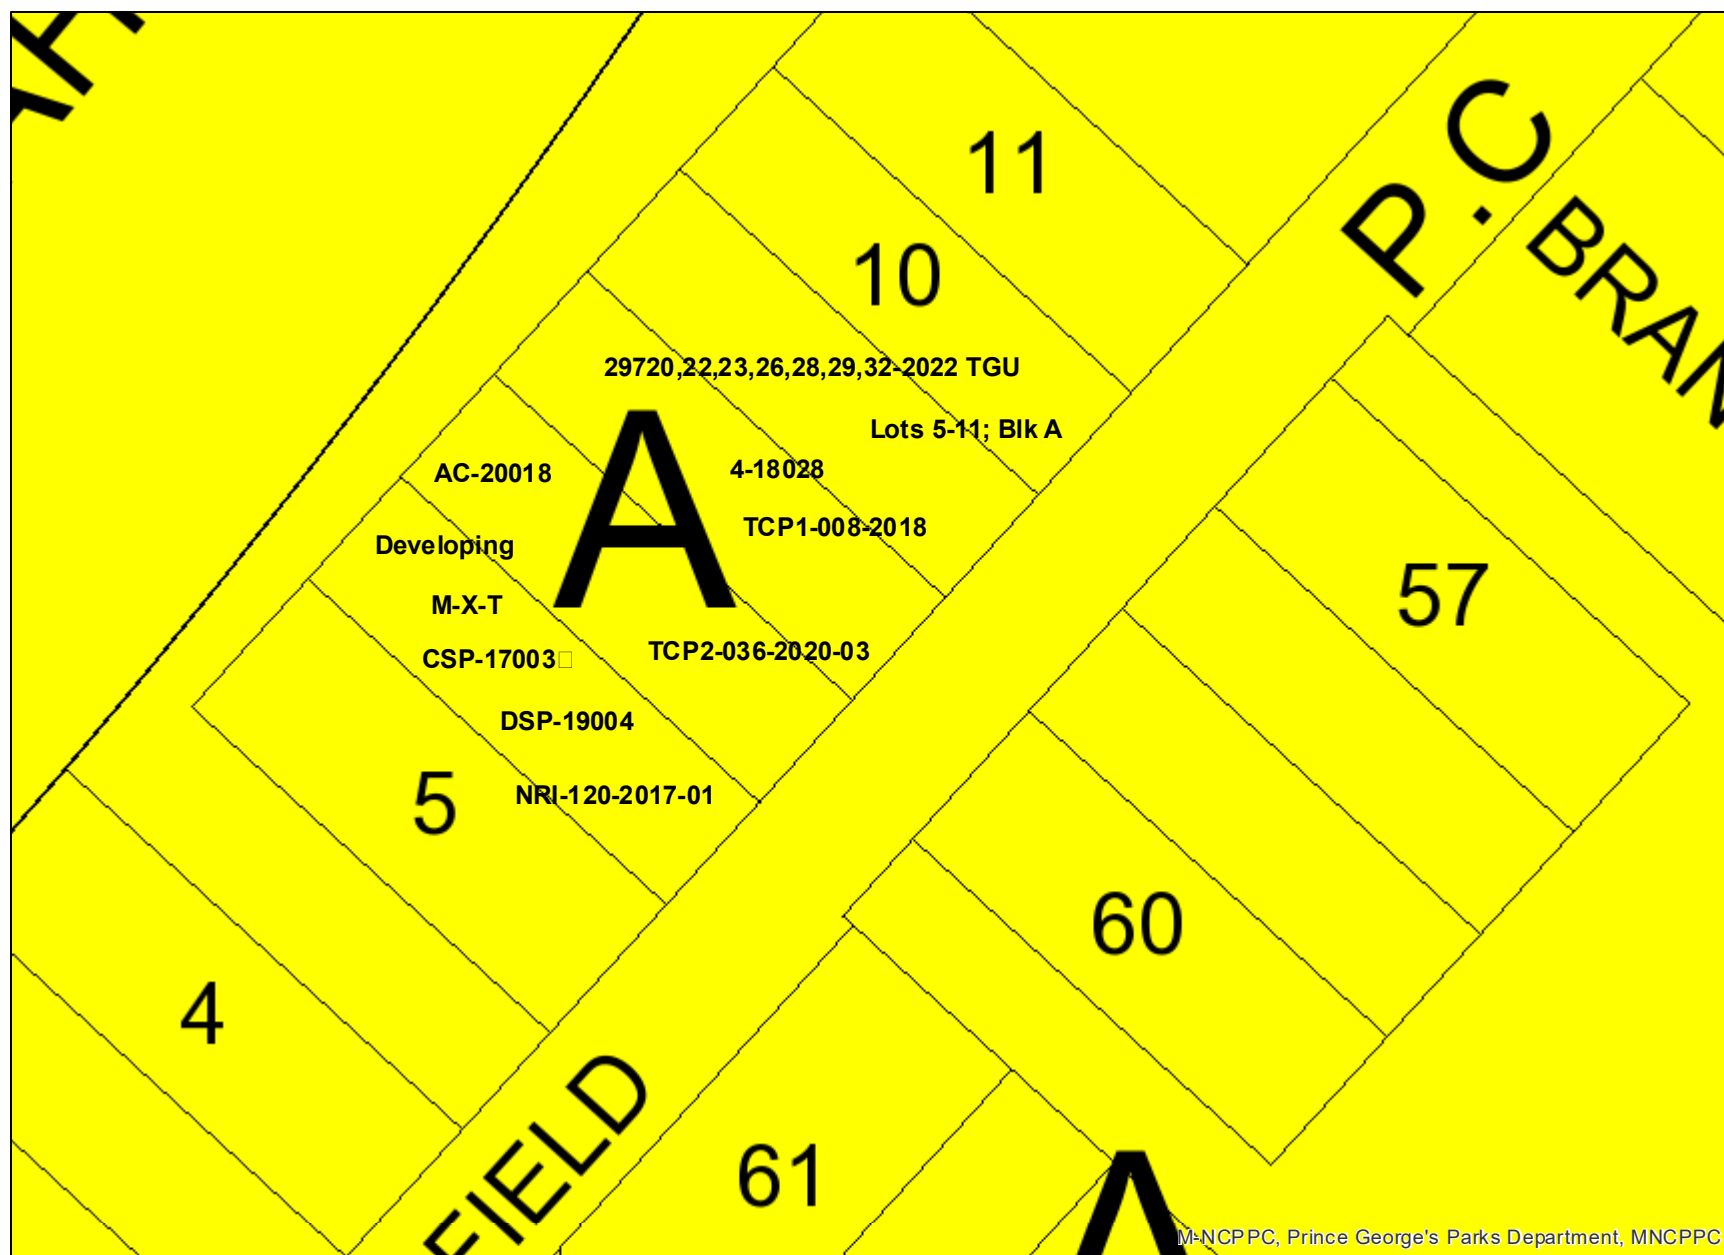 11
P.C
10
BRAN
29720,22,23,26,28,29,32-2022 TGU
Lots 5-11; Blk A
A
4-18028
AC-20018
TCP1-008-2018
Developing
57
M-X-T
TCP2-036-2020-03
CSP-17003
DSP-19004
5
NRI-120-2017-01
60
4
FIELD
61
A
M-NCPPC, Prince George's Parks Department, MNCPPC